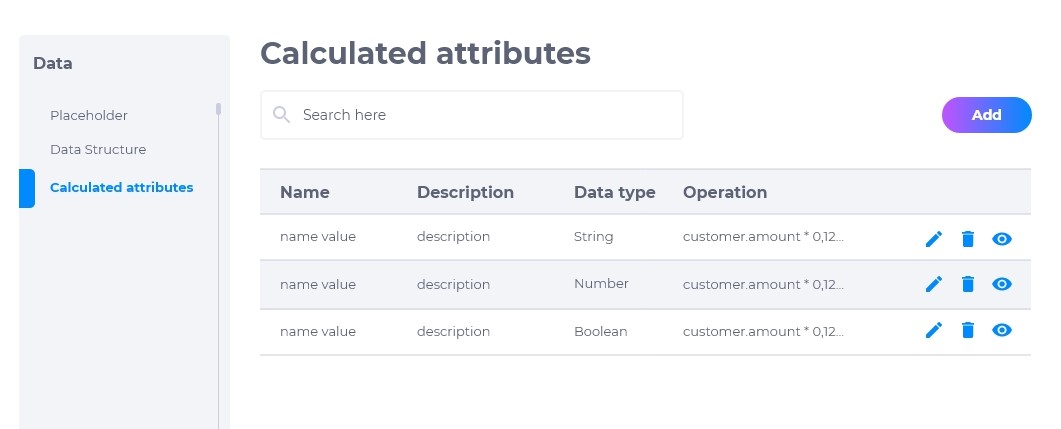 Data
Placeholder
Data Structure
Calculated attributes
Calculated attributes
Search here
Add
Name Description Data type Operation
name value description String customer.amount * 0,12...
name value description Number customer.amount * 0,12...
name value description Boolean customer.amount * 0,12...